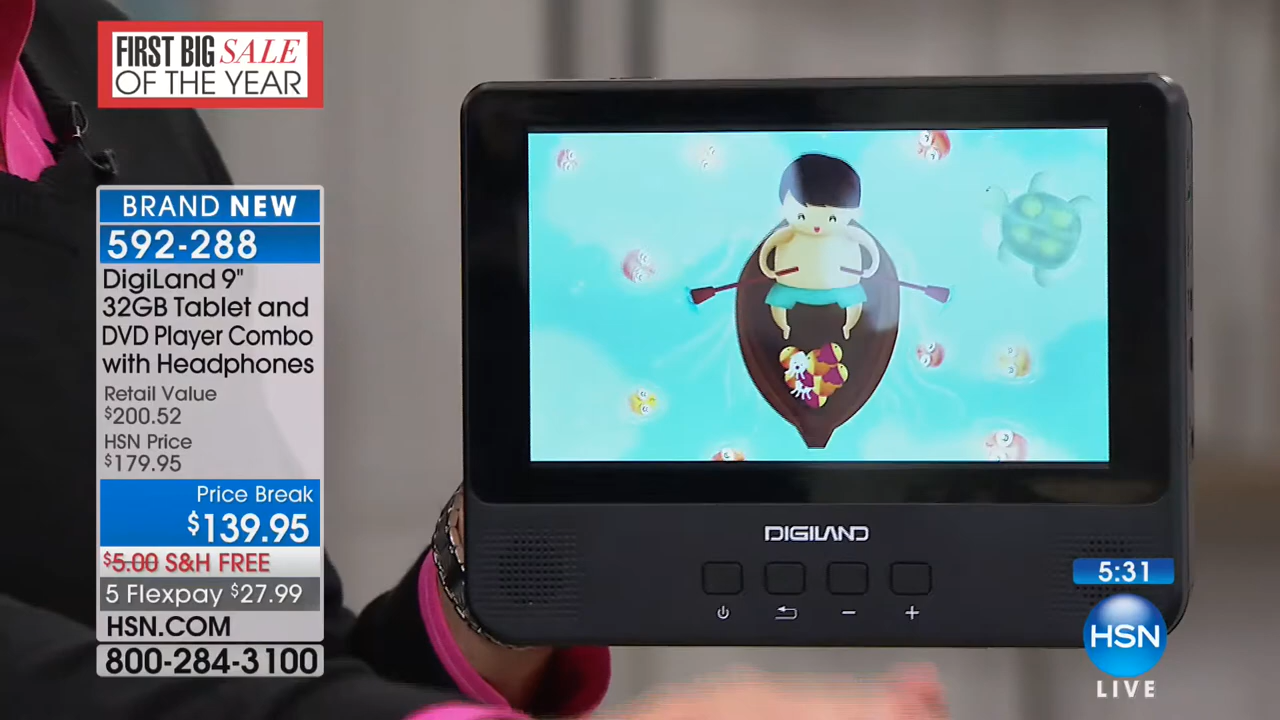 FIRST BIG SALE
OF THE YEAR
BRAND NEW
592-288
DigiLand 9"
32GB Tablet and
DVD Player Combo
with Headphones
Retail Value
$200.52
HSN Price
$179.95
Price Break
$139.95
$5.00 S&H FREE
5 Flexpay $27.99
HSN.COM
800-284-3100
DIGILAND
5:31
HSN
LIVE